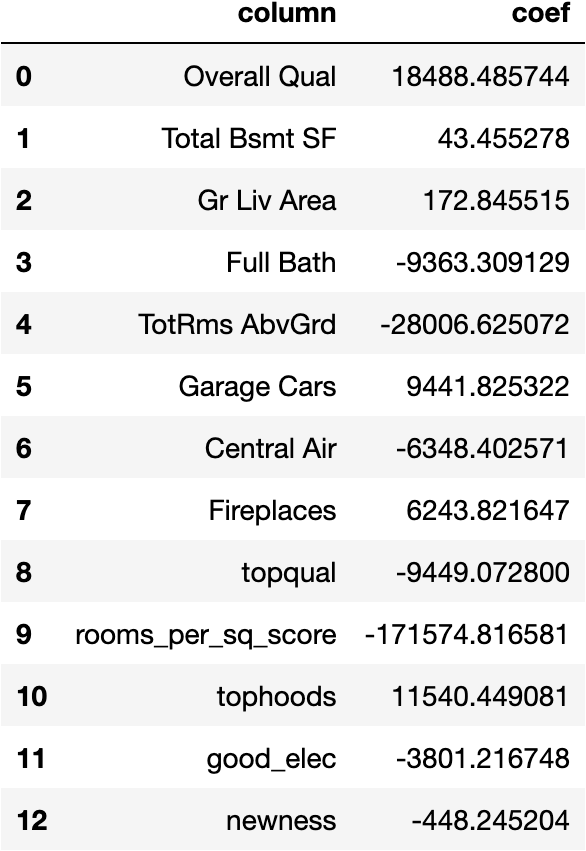 column coef
0 Overall Qual 18488.485744
1 Total Bsmt SF 43.455278
2 Gr Liv Area 172.845515
3 Full Bath -9363.309129
4 TotRms AbvGrd -28006.625072
5 Garage Cars 9441.825322
6 Central Air -6348.402571
7 Fireplaces 6243.821647
8 topqual -9449.072800
9 rooms_per_sq_score -171574.816581
10 tophoods 11540.449081
11 good_elec -3801.216748
12 newness -448.245204